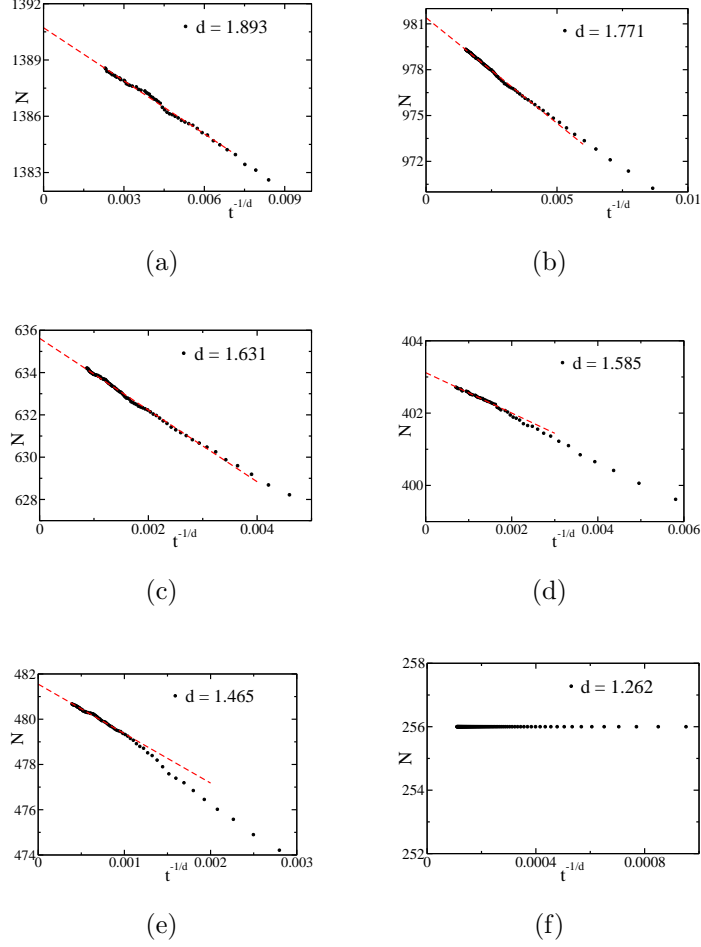 1392
1389
1386
1383
N
d = 1.893
0 0.003 0.006 0.009
t^{-1/d}
(a)
981
978
975
972
N
d = 1.771
0 0.005 0.01
t^{-1/d}
(b)
636
634
632
630
628
N
d = 1.631
0 0.002 0.004
t^{-1/d}
(c)
404
402
400
N
d = 1.585
0 0.002 0.004 0.006
t^{-1/d}
(d)
482
480
478
476
474
N
d = 1.465
0 0.001 0.002 0.003
t^{-1/d}
(e)
258
256
254
252
N
d = 1.262
0 0.0004 0.0008
t^{-1/d}
(f)